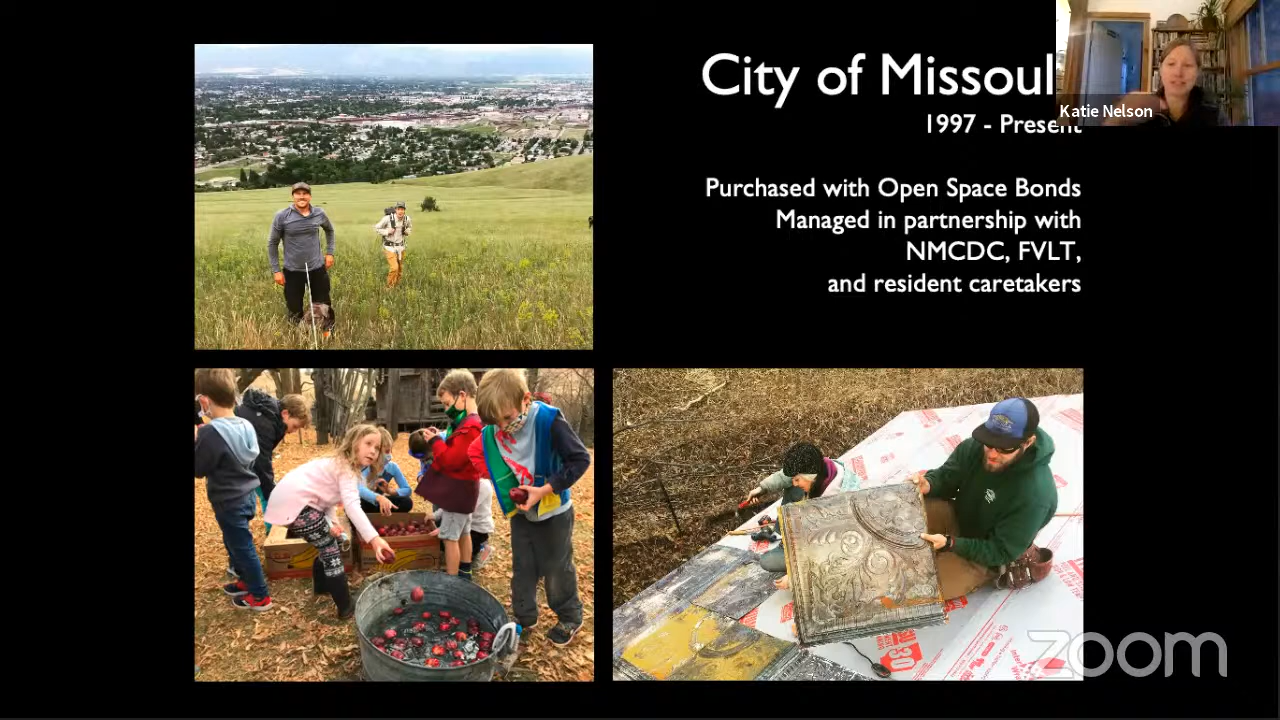 City of Missoul
Katie Nelson
1997 - Present
Purchased with Open Space Bonds
Managed in partnership with
NMCDC, FVLT,
and resident caretakers
30
zoom